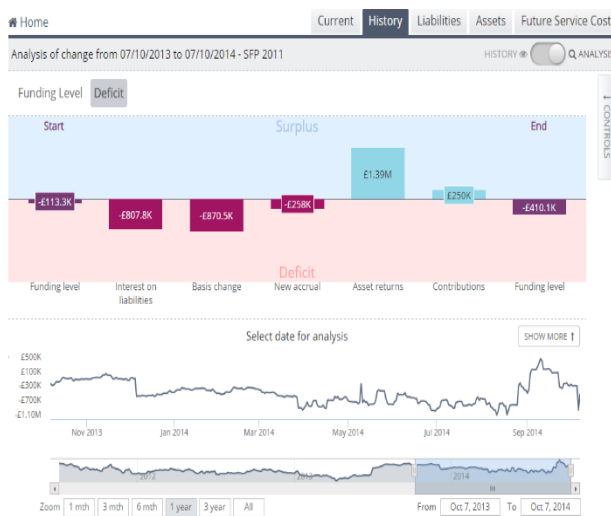 Home Current History Liabilities Assets Future Service Cost
Analysis of change from 07/10/2013 to 07/10/2014 - SFP 2011 HISTORY ANALYSIS
CONTROLS
Funding Level Deficit
Start Surplus End
£1.39M
-£113.3K -£807.8K -£870.5K -£258K £250K -£410.1K
Deficit
Funding level Interest on liabilities Basis change New accrual Asset returns Contributions Funding level
Select date for analysis SHOW MORE
£500K
£100K
-£300K
-£700K
-£1.10M
Nov 2013 Jan 2014 Mar 2014 May 2014 Jul 2014 Sep 2014
2012 2013 2014
Zoom 1 mth 3 mth 6 mth 1 year 3 year All From Oct 7, 2013 To Oct 7, 2014